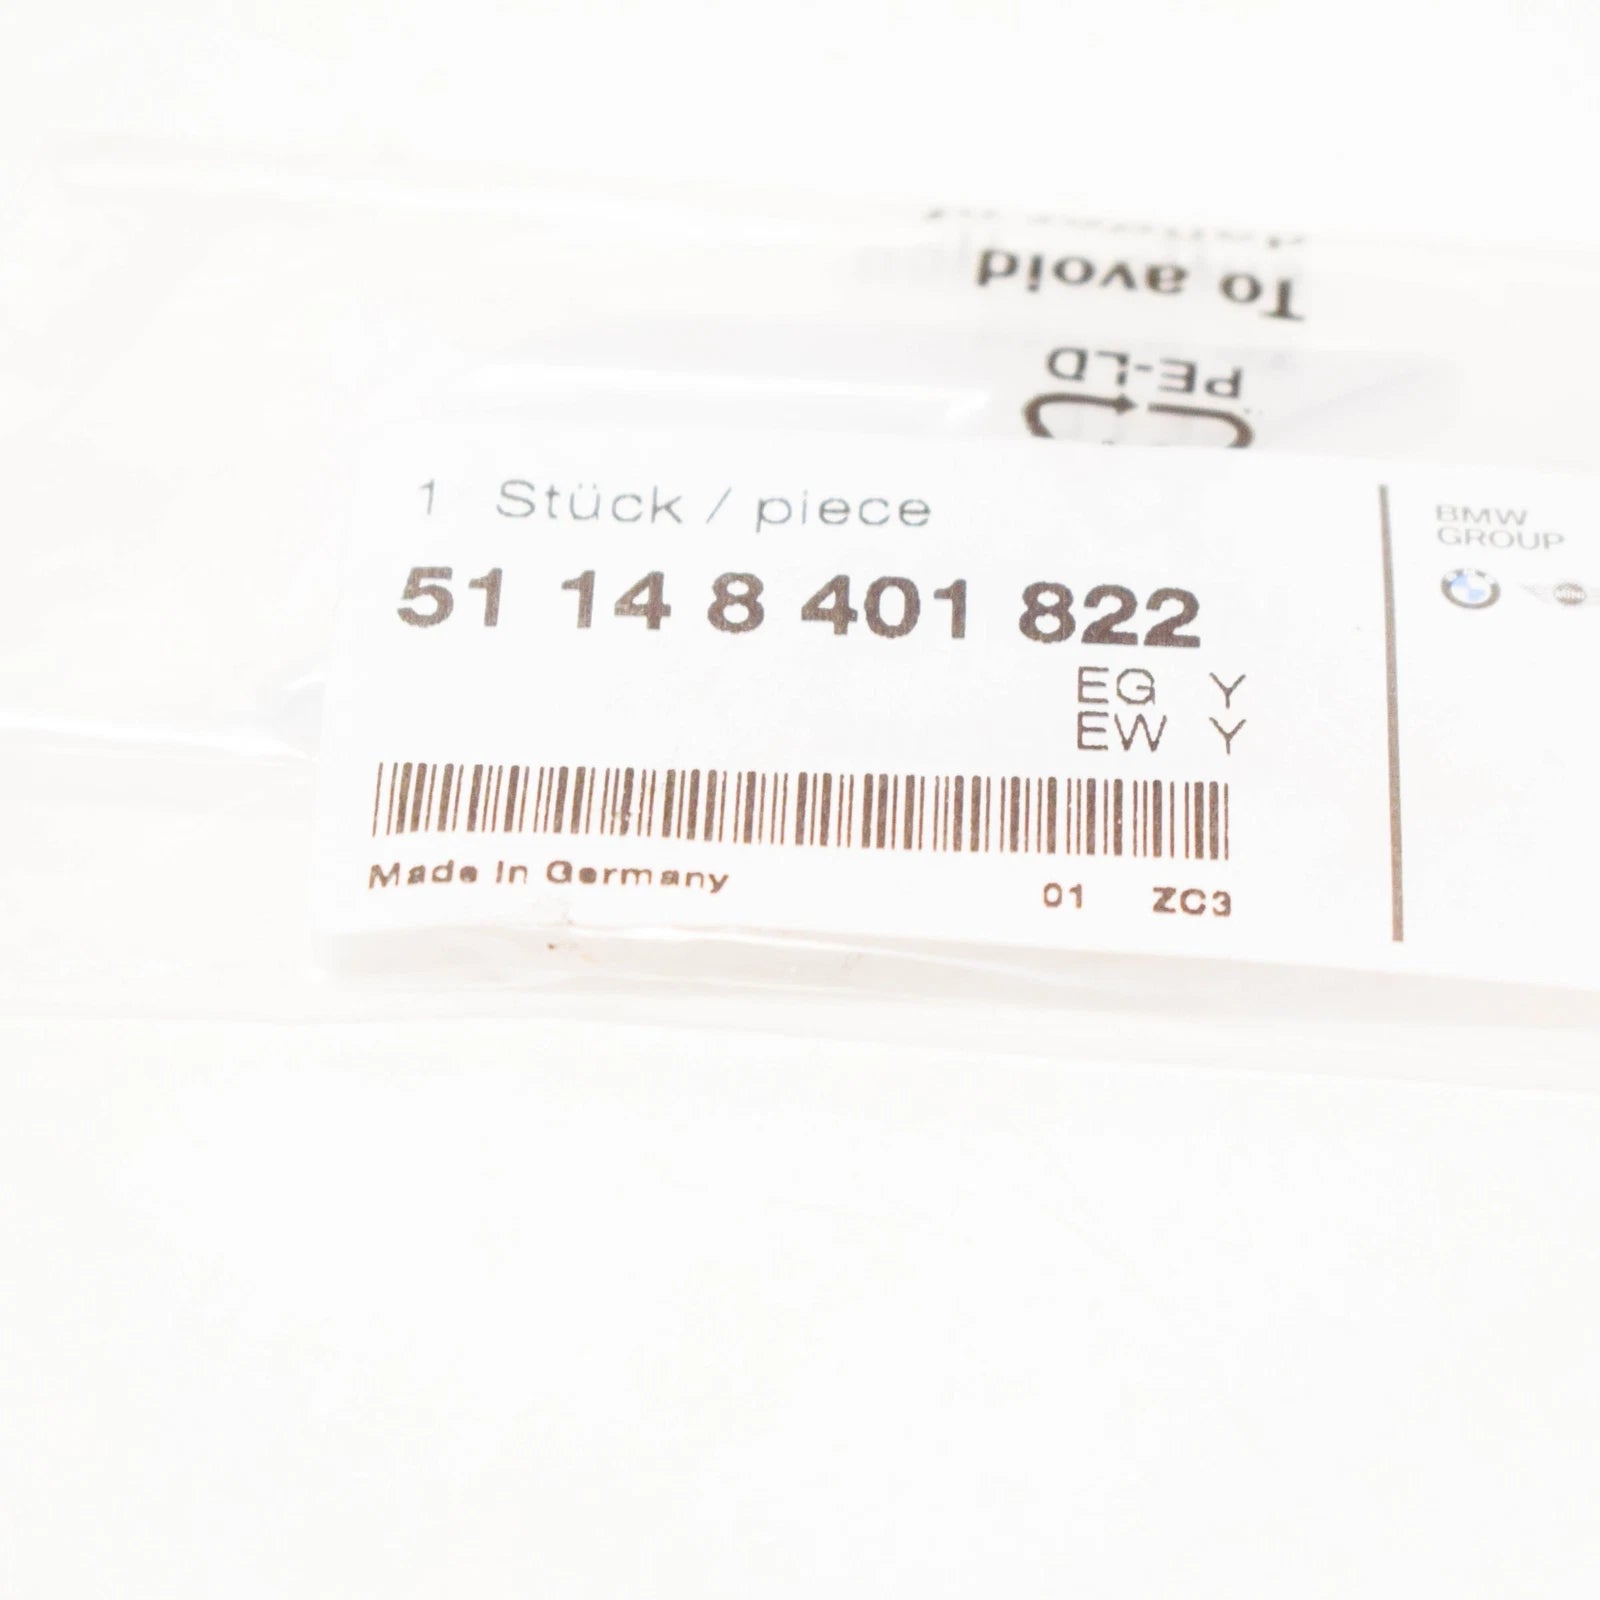 To avoid
PE-LD
1 Stück / piece
51 14 8 401 822
EG Y
EW Y
Made In Germany
01 ZC3
BMW
GROUP
MINI